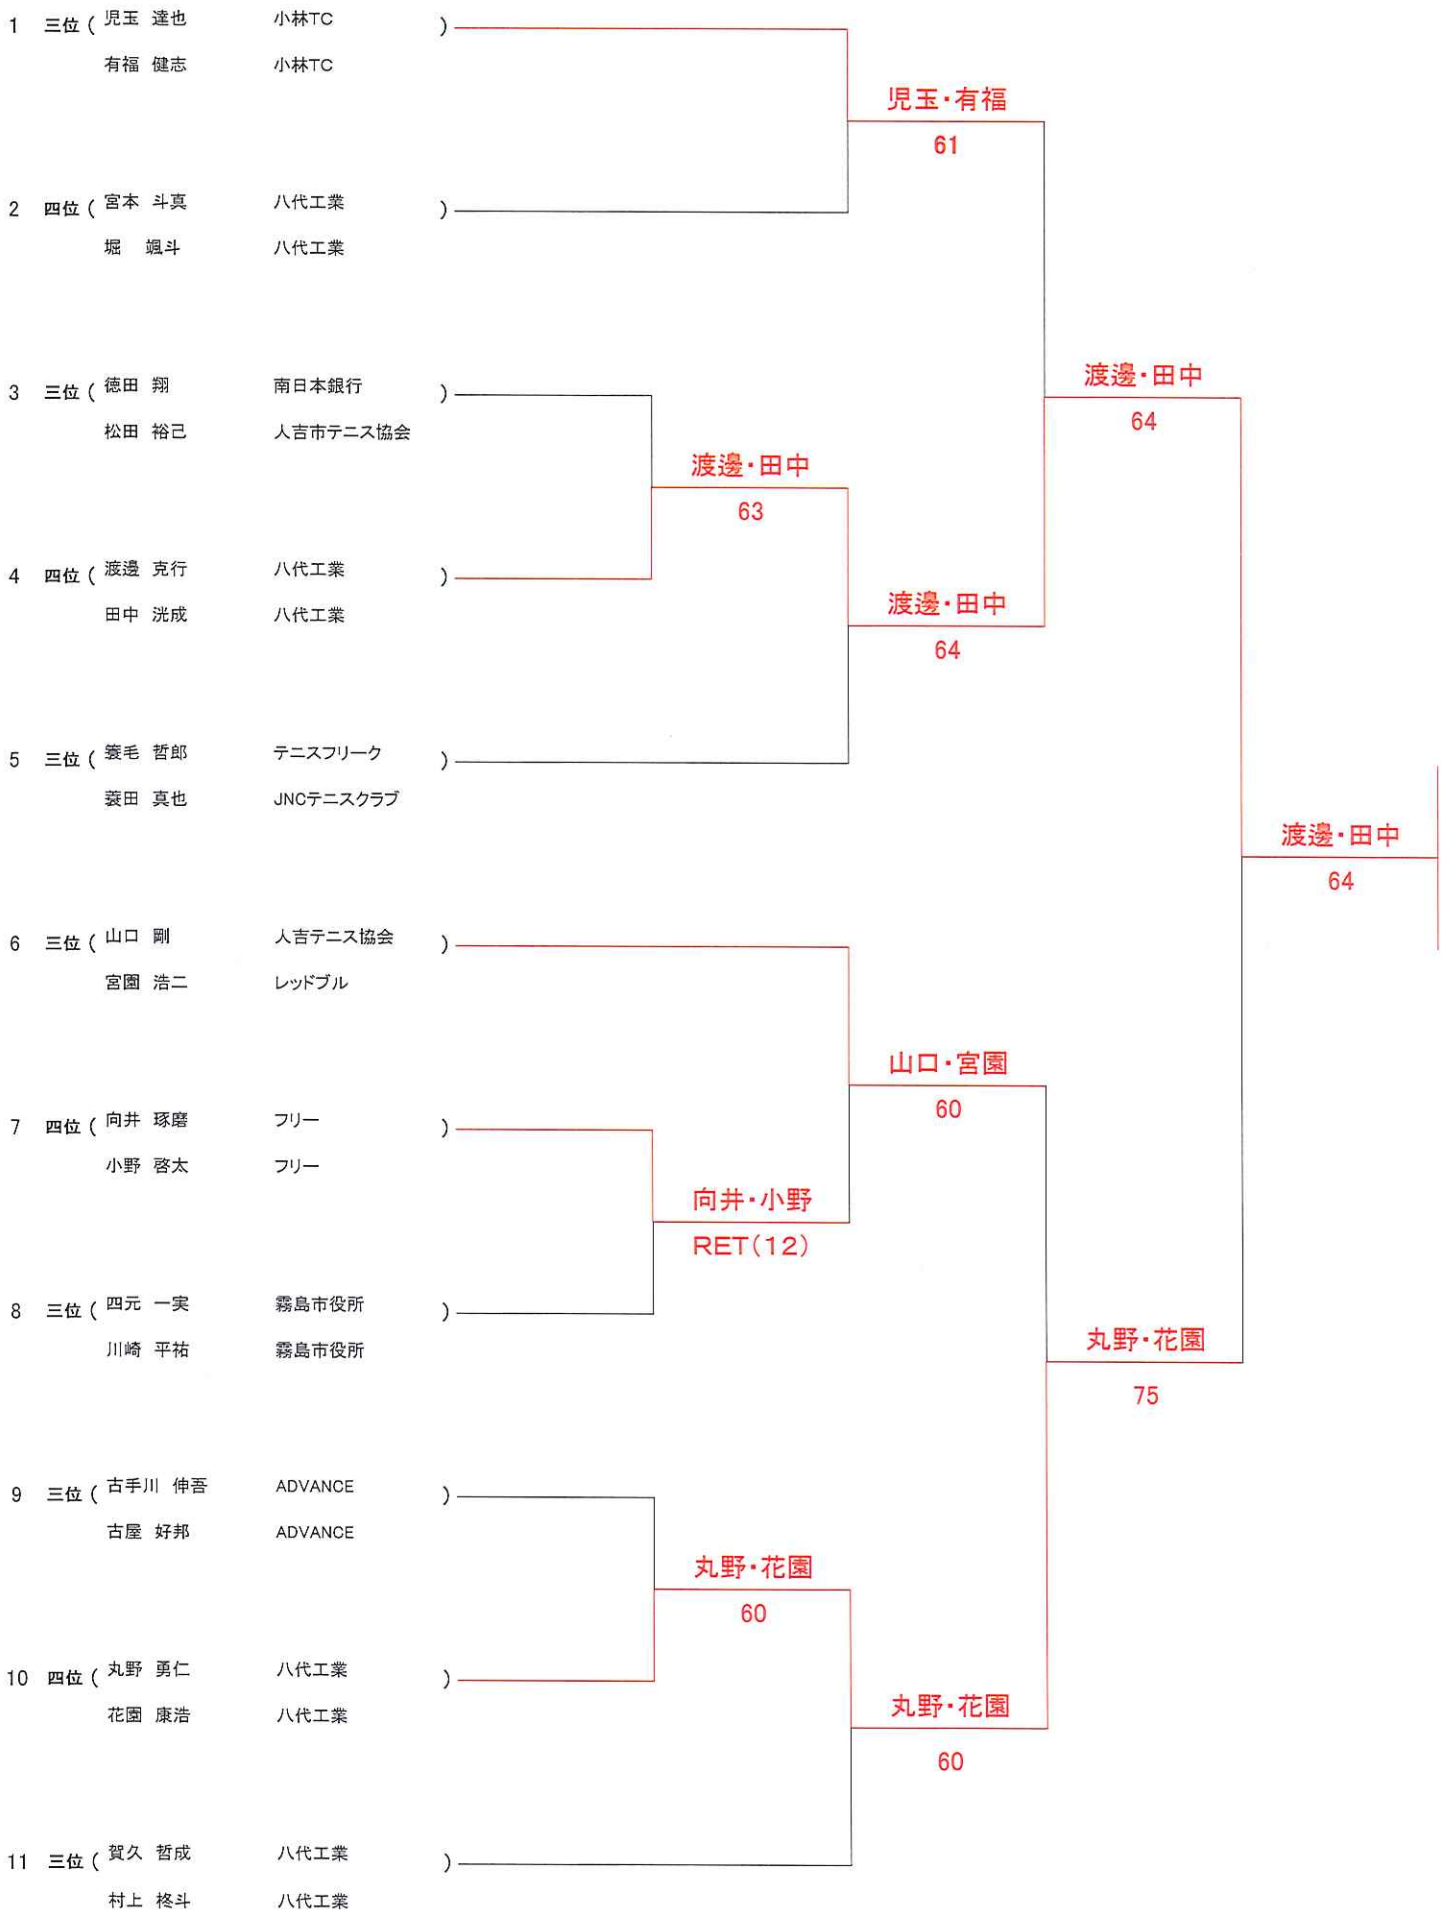 1 三位 ( 児玉 達也 小林TC )
有福 健志 小林TC
児玉・有福
61
2 四位 ( 宮本 斗真 八代工業 )
堀 颯斗 八代工業
渡邊・田中
64
3 三位 ( 徳田 翔 南日本銀行 )
松田 裕己 人吉市テニス協会
渡邊・田中
63
4 四位 ( 渡邉 克行 八代工業 )
田中 洸成 八代工業
渡邊・田中
64
5 三位 ( 簑毛 哲郎 テニスフリーク )
蓑田 真也 JNCテニスクラブ
渡邊・田中
64
6 三位 ( 山口 剛 人吉テニス協会 )
宮園 浩二 レッドブル
山口・宮園
60
7 四位 ( 向井 琢磨 フリー )
小野 啓太 フリー
向井・小野
RET(12)
8 三位 ( 四元 一実 霧島市役所 )
川崎 平祐 霧島市役所
丸野・花園
75
9 三位 ( 古手川 伸吾 ADVANCE )
古屋 好邦 ADVANCE
丸野・花園
60
10 四位 ( 丸野 勇仁 八代工業 )
花園 康浩 八代工業
丸野・花園
60
11 三位 ( 賀久 哲成 八代工業 )
村上 柊斗 八代工業